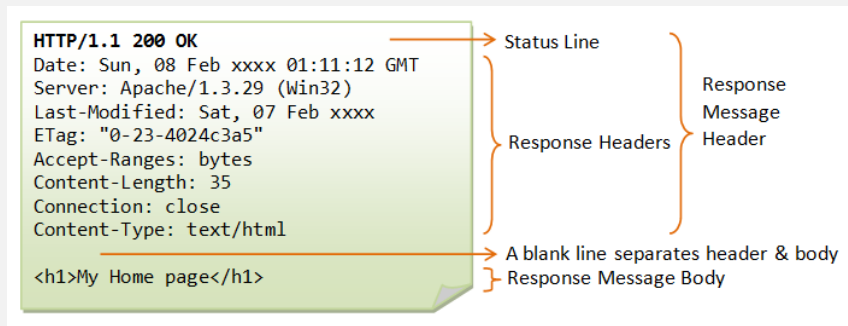 HTTP/1.1 200 OK
Status Line
Date: Sun, 08 Feb xxxx 01:11:12 GMT
Server: Apache/1.3.29 (Win32)
Last-Modified: Sat, 07 Feb xxxx
ETag: "0-23-4024c3a5"
Accept-Ranges: bytes
Content-Length: 35
Connection: close
Content-Type: text/html
Response Headers
Response
Message
Header
A blank line separates header & body
<h1>My Home page</h1>
Response Message Body